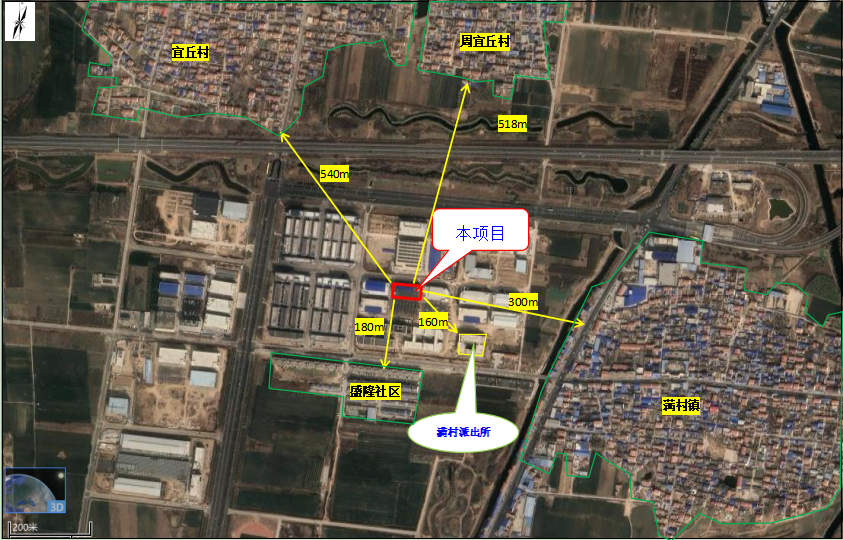 宜丘村
周宜丘村
518m
540m
本项目
300m
160m
180m
盛隆社区
满村镇
满村派出所
3D
200米